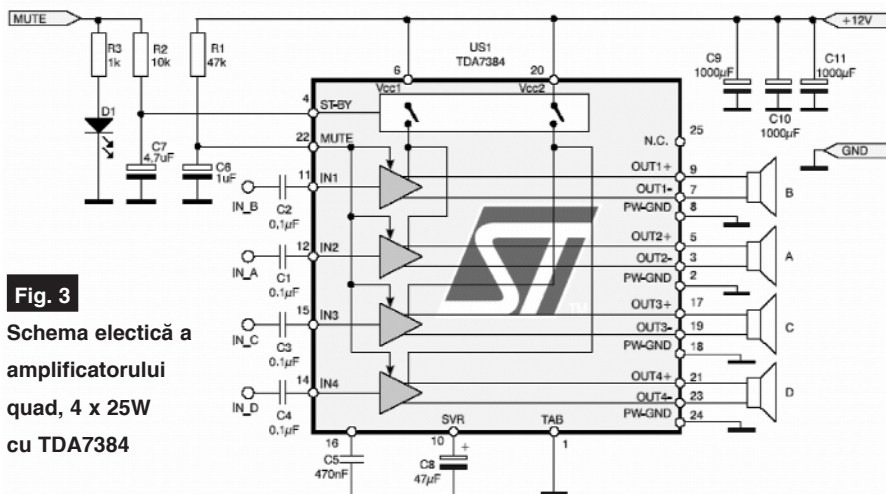 MUTE
+12V
R3
1k
R2
10k
R1
47k
US1
TDA7384
C9
1000µF
C11
1000µF
C10
1000µF
6
20
Vcc1
Vcc2
4
ST-BY
D1
22
MUTE
N.C.
25
GND
C7
4,7uF
C6
1uF
11
IN1
IN_B
C2
0,1µF
OUT1+
9
OUT1-
7
PW-GND
8
B
12
IN2
IN_A
C1
0,1µF
OUT2+
5
OUT2-
3
PW-GND
2
A
ST
TM
15
IN3
IN_C
C3
0,1µF
OUT3+
17
OUT3-
19
PW-GND
18
C
14
IN4
IN_D
C4
0,1µF
OUT4+
21
OUT4-
23
PW-GND
24
D
SVR
TAB
16
10
+
1
C5
470nF
C8
47µF
Fig. 3
Schema electică a
amplificatorului
quad, 4 x 25W
cu TDA7384